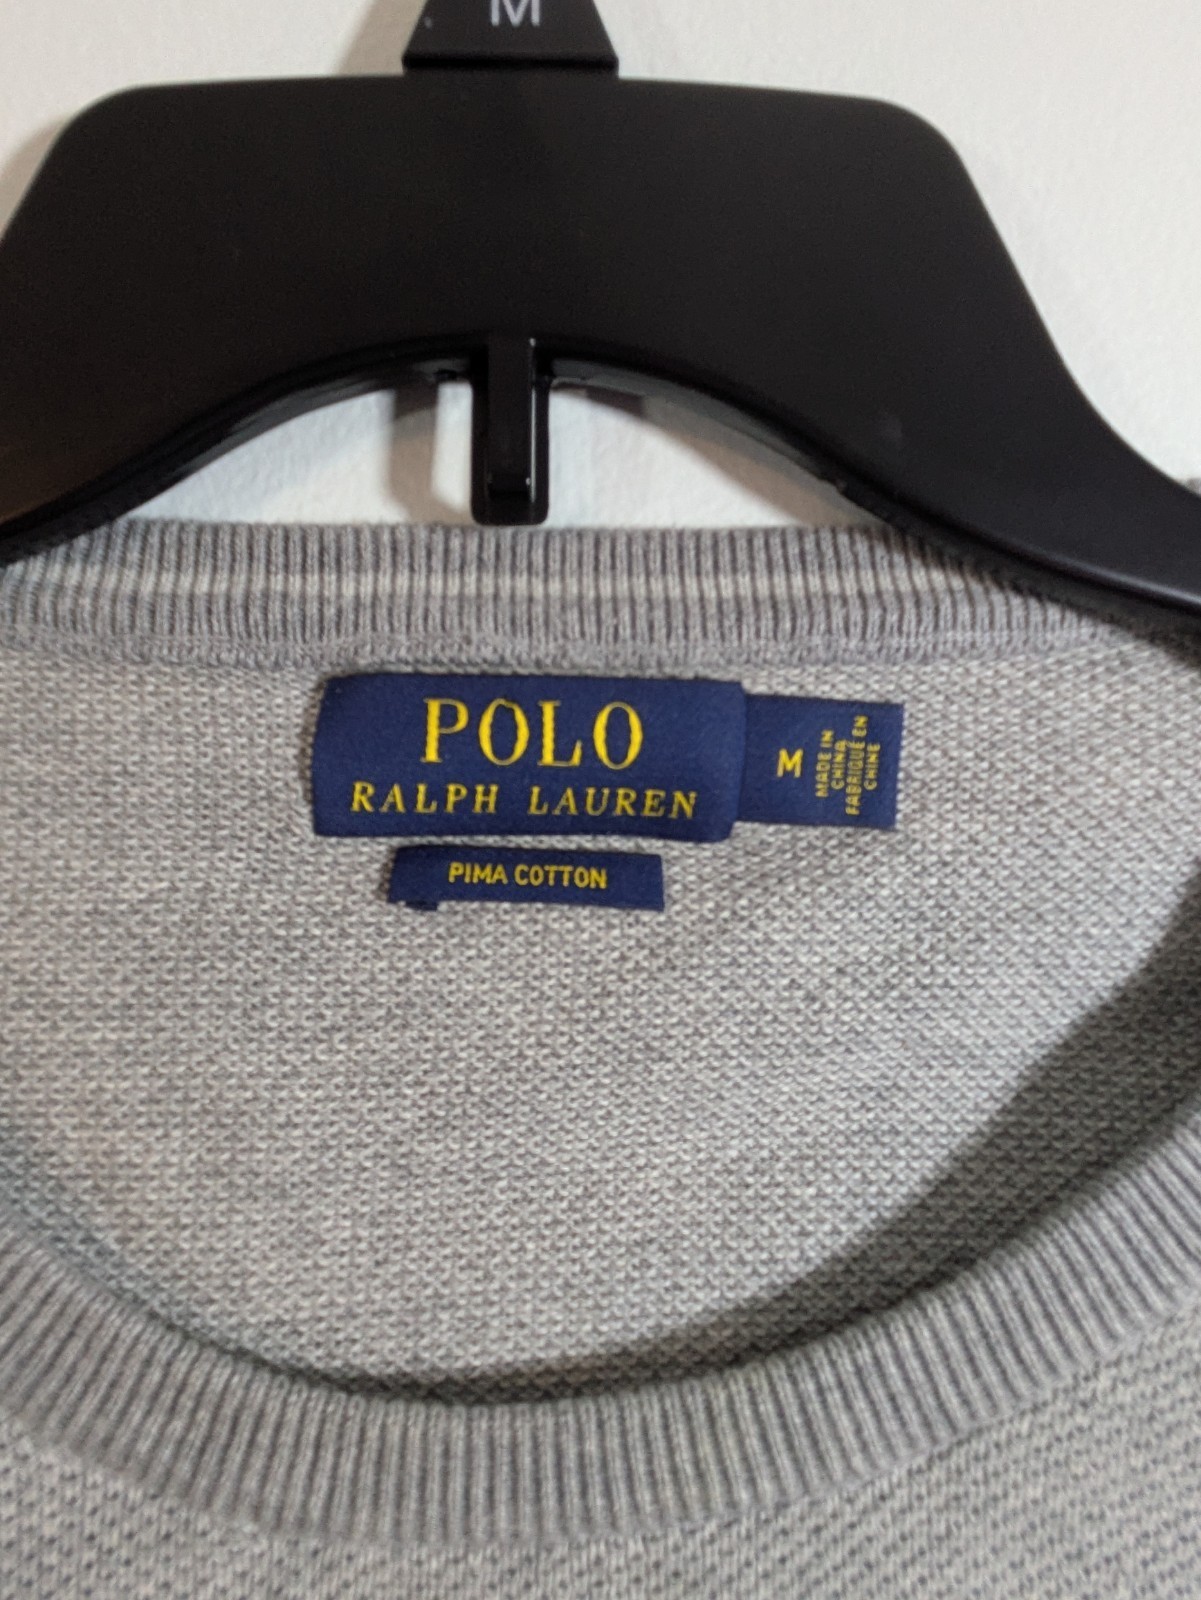 M
POLO
RALPH LAUREN
M
MADE IN
CHINA
FABRIQUÉ EN
CHINE
PIMA COTTON